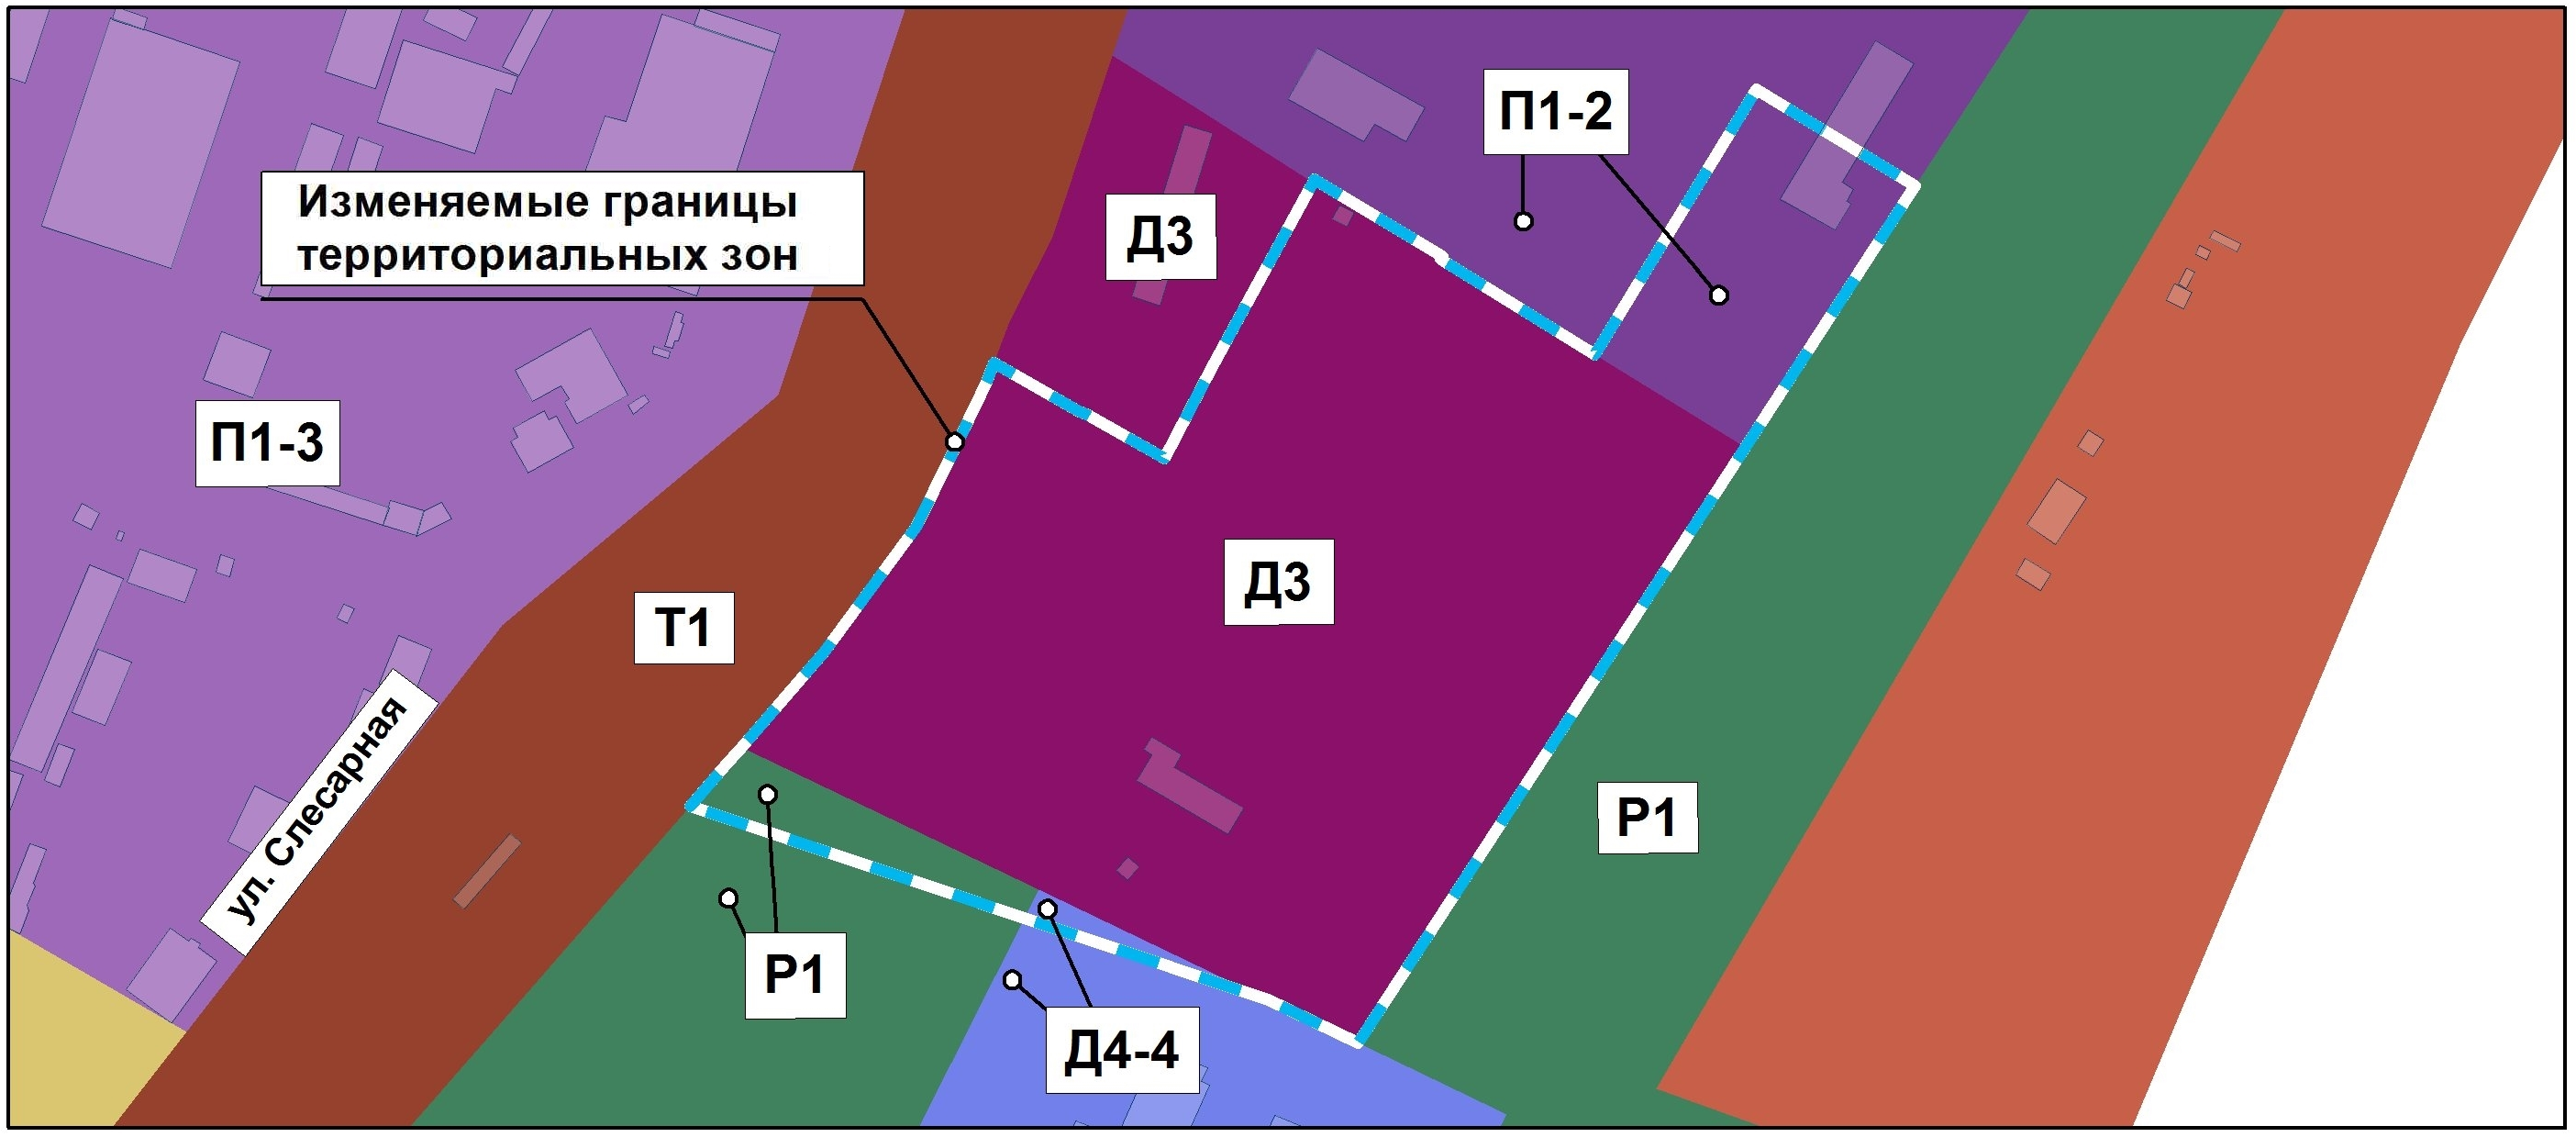 П1-2
Изменяемые границы
территориальных зон
Д3
П1-3
Д3
Т1
ул. Слесарная
Р1
Р1
Д4-4